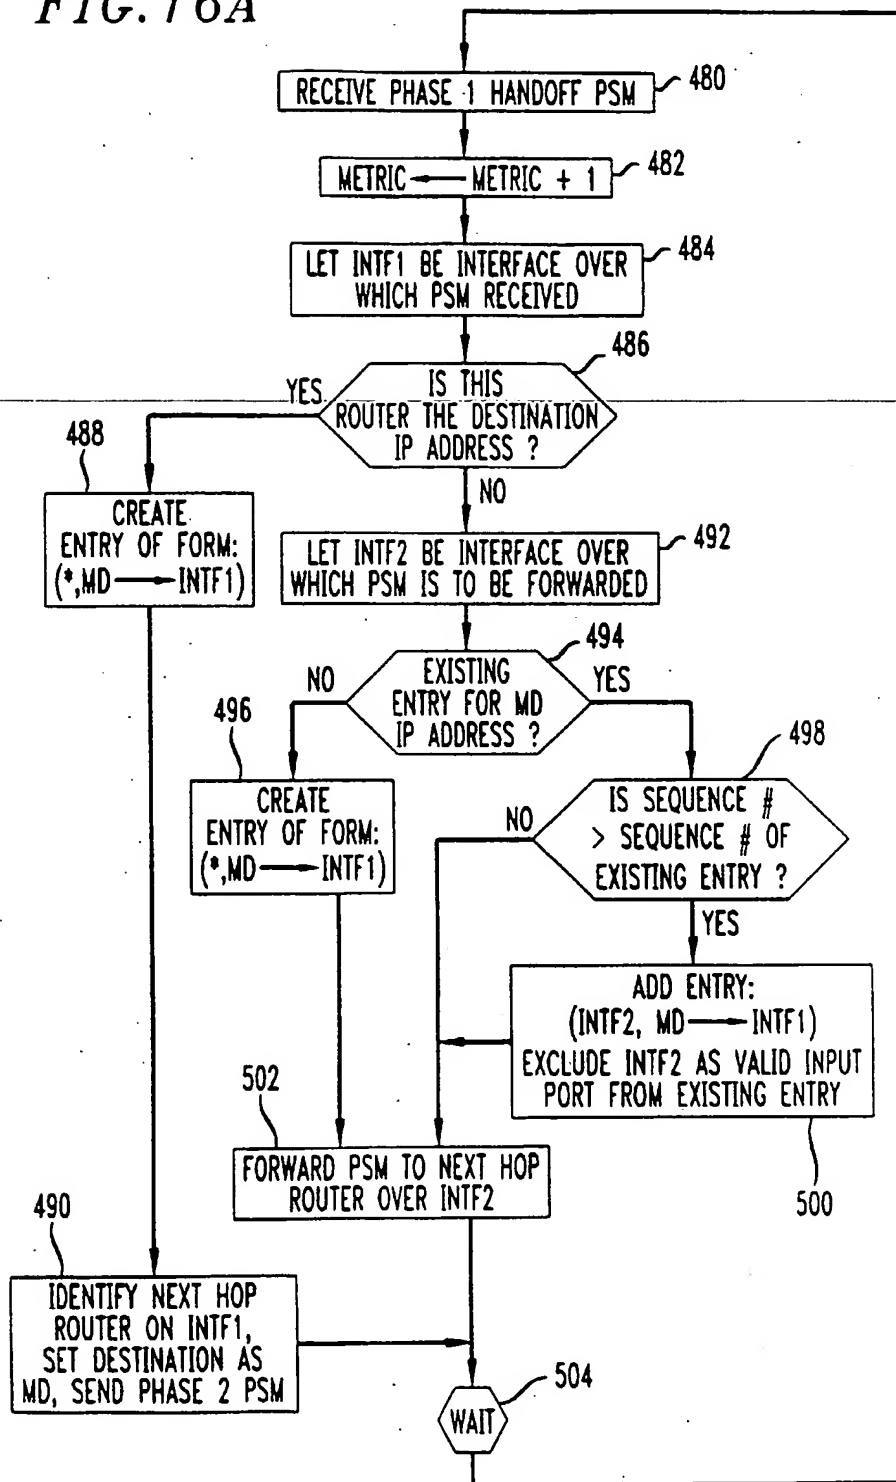 FIG. 16A
RECEIVE PHASE 1 HANDOFF PSM
480
METRIC ← METRIC + 1
482
LET INTF1 BE INTERFACE OVER
WHICH PSM RECEIVED
484
IS THIS
ROUTER THE DESTINATION
IP ADDRESS ?
486
YES
NO
488
CREATE
ENTRY OF FORM:
(*,MD → INTF1)
LET INTF2 BE INTERFACE OVER
WHICH PSM IS TO BE FORWARDED
492
EXISTING
ENTRY FOR MD
IP ADDRESS ?
494
NO
YES
496
CREATE
ENTRY OF FORM:
(*,MD → INTF1)
IS SEQUENCE #
> SEQUENCE # OF
EXISTING ENTRY ?
498
NO
YES
ADD ENTRY:
(INTF2, MD → INTF1)
EXCLUDE INTF2 AS VALID INPUT
PORT FROM EXISTING ENTRY
500
502
FORWARD PSM TO NEXT HOP
ROUTER OVER INTF2
490
IDENTIFY NEXT HOP
ROUTER ON INTF1,
SET DESTINATION AS
MD, SEND PHASE 2 PSM
WAIT
504